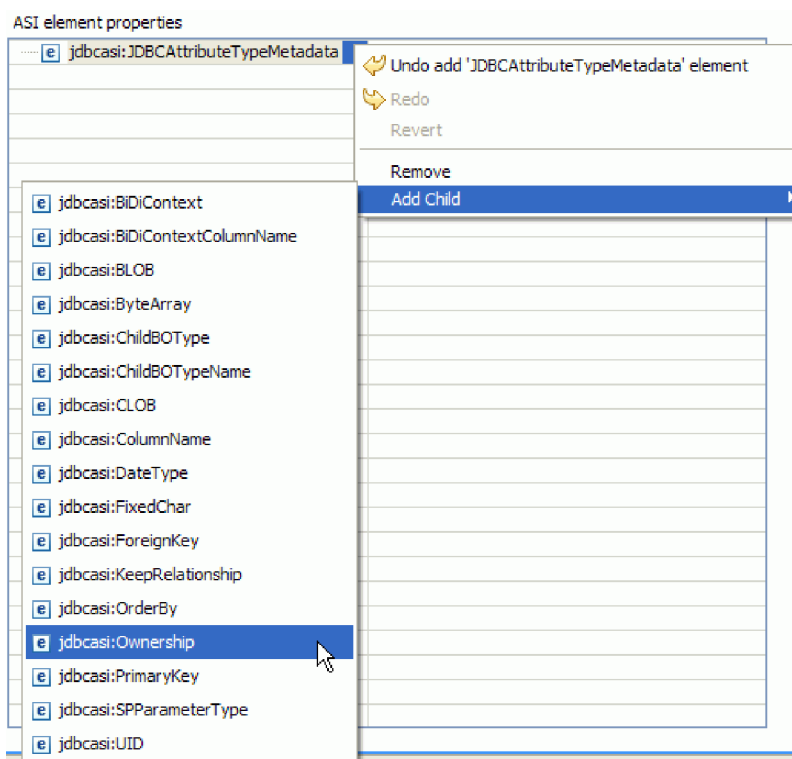 ASI element properties
jdbcasi:JDBCAttributeTypeMetadata
Undo add 'JDBCAttributeTypeMetadata' element
Redo
Revert
Remove
Add Child
e jdbcasi:BiDiContext
e jdbcasi:BiDiContextColumnName
e jdbcasi:BLOB
e jdbcasi:ByteArray
e jdbcasi:ChildBOType
e jdbcasi:ChildBOTypeName
e jdbcasi:CLOB
e jdbcasi:ColumnName
e jdbcasi:DateType
e jdbcasi:FixedChar
e jdbcasi:ForeignKey
e jdbcasi:KeepRelationship
e jdbcasi:OrderBy
e jdbcasi:Ownership
e jdbcasi:PrimaryKey
e jdbcasi:SPParameterType
e jdbcasi:UID